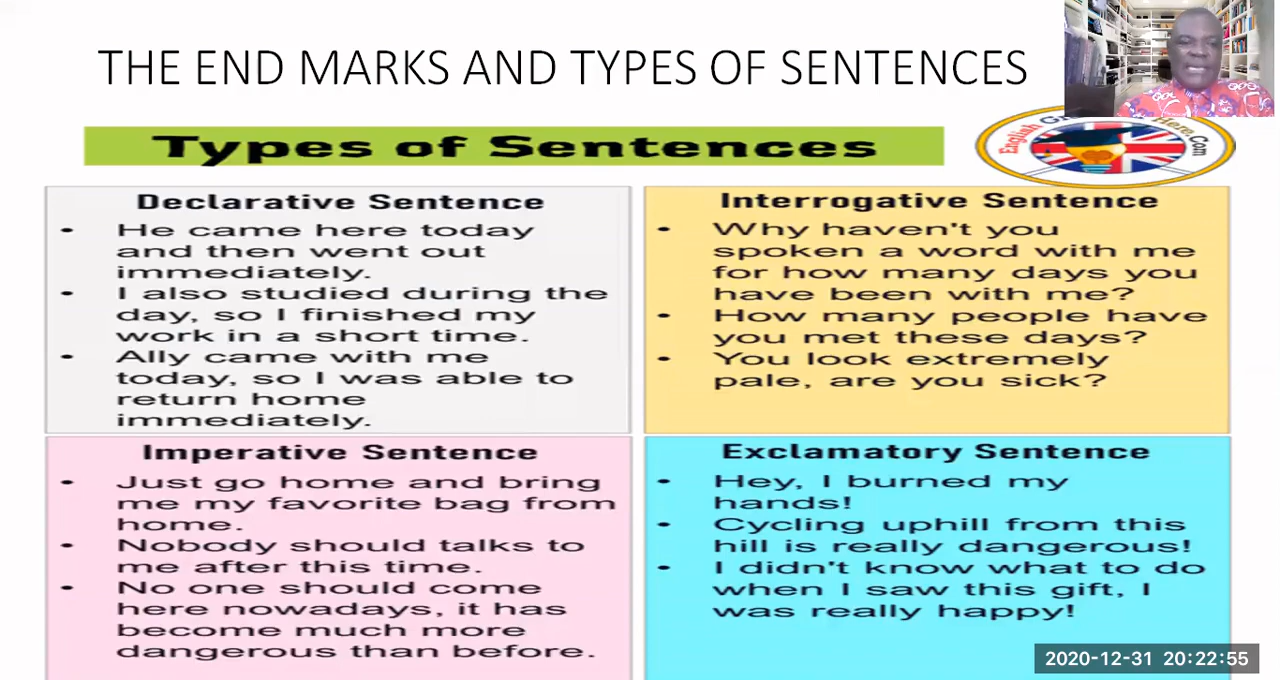 THE END MARKS AND TYPES OF SENTENCES
Types of Sentences
English
Here.Com
Declarative Sentence
• He came here today
and then went out
immediately.
• I also studied during the
day, so I finished my
work in a short time.
• Ally came with me
today, so I was able to
return home
immediately.
Interrogative Sentence
• Why haven't you
spoken a word with me
for how many days you
have been with me?
• How many people have
you met these days?
• You look extremely
pale, are you sick?
Imperative Sentence
• Just go home and bring
me my favorite bag from
home.
• Nobody should talks to
me after this time.
• No one should come
here nowadays, it has
become much more
dangerous than before.
Exclamatory Sentence
• Hey, I burned my
hands!
• Cycling uphill from this
hill is really dangerous!
• I didn't know what to do
when I saw this gift, I
was really happy!
2020-12-31 20:22:55